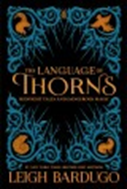 THE LANGUAGE OF
THORNS
MIDNIGHT TALES AND DANGEROUS MAGIC
LEIGH BARDUGO